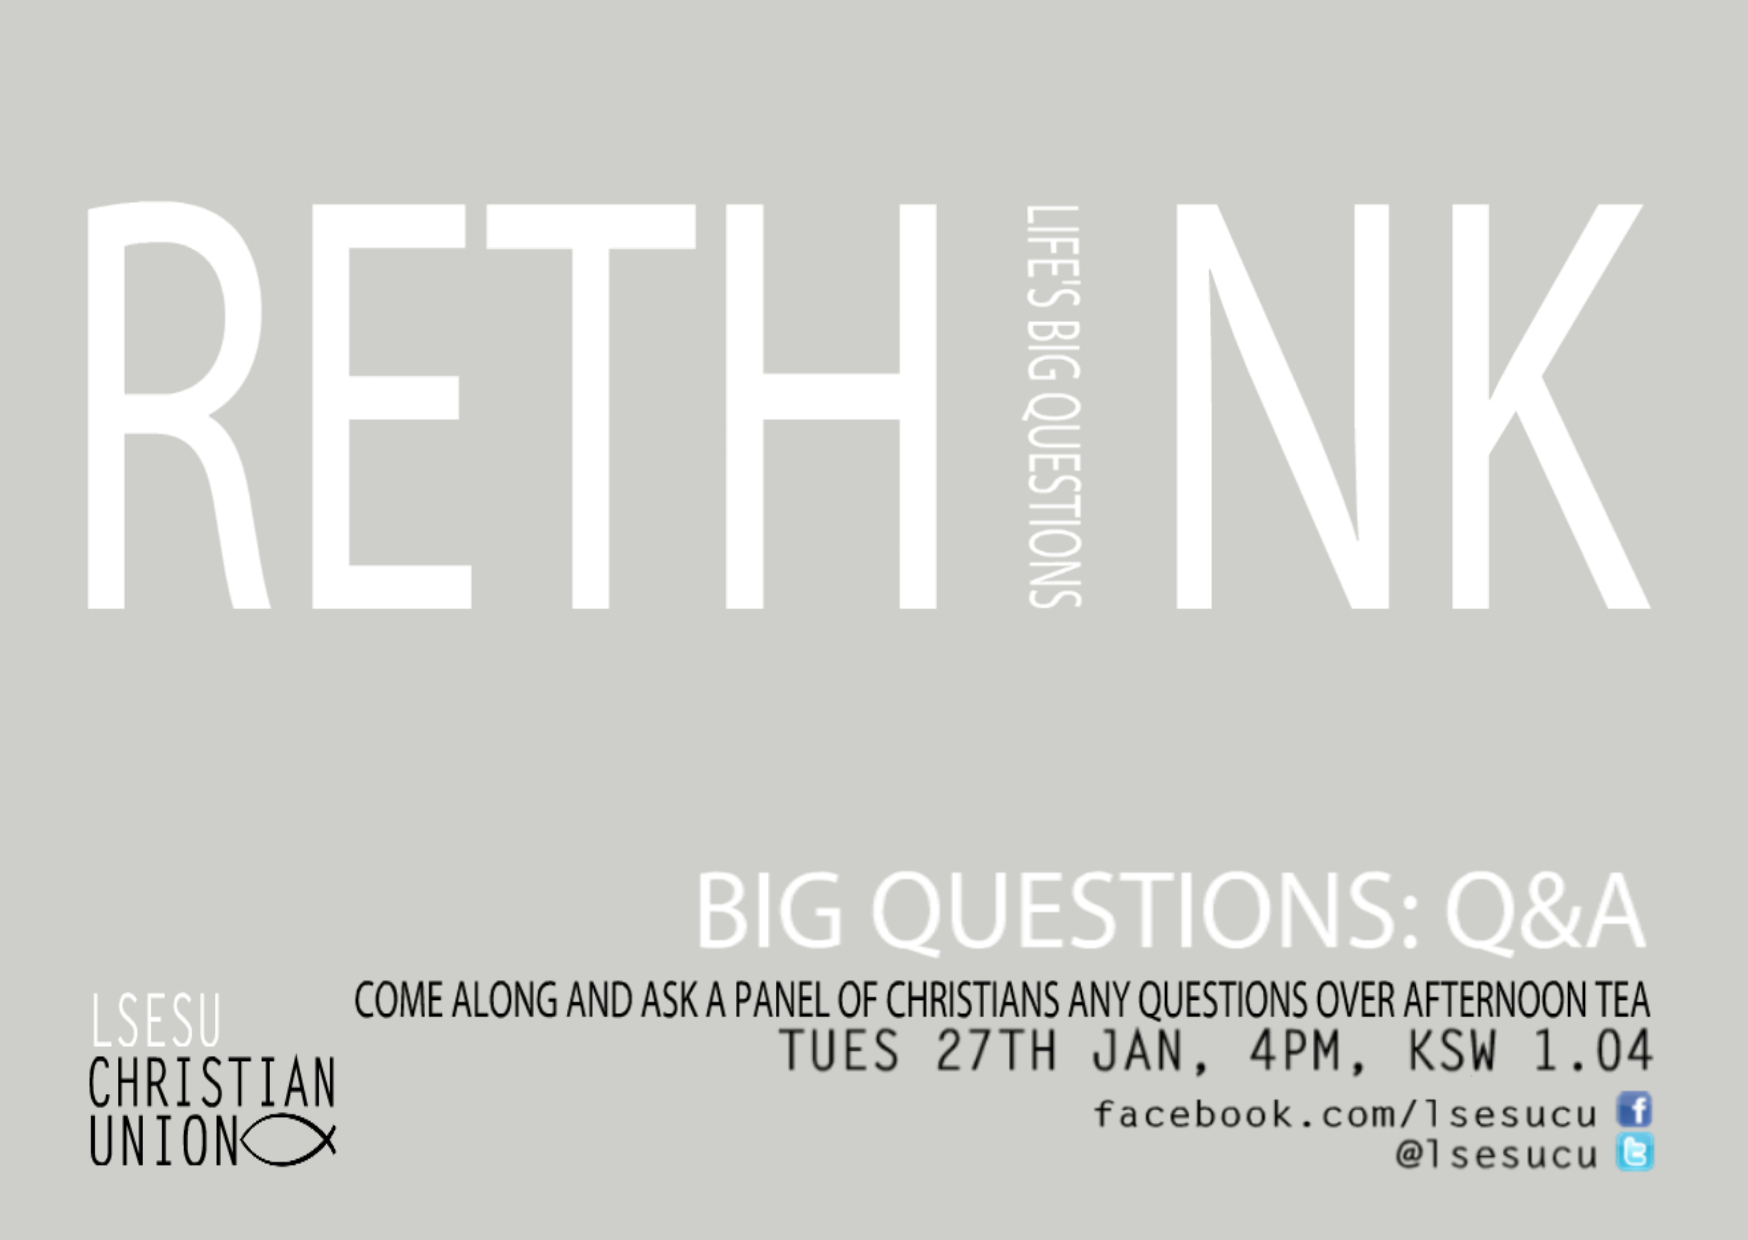 RETH NK
LIFE'S BIG QUESTIONS
BIG QUESTIONS: Q&A
COME ALONG AND ASK A PANEL OF CHRISTIANS ANY QUESTIONS OVER AFTERNOON TEA
TUES 27TH JAN, 4PM, KSW 1.04
facebook.com/lsesucu
@lsesucu
LSESU
CHRISTIAN
UNION